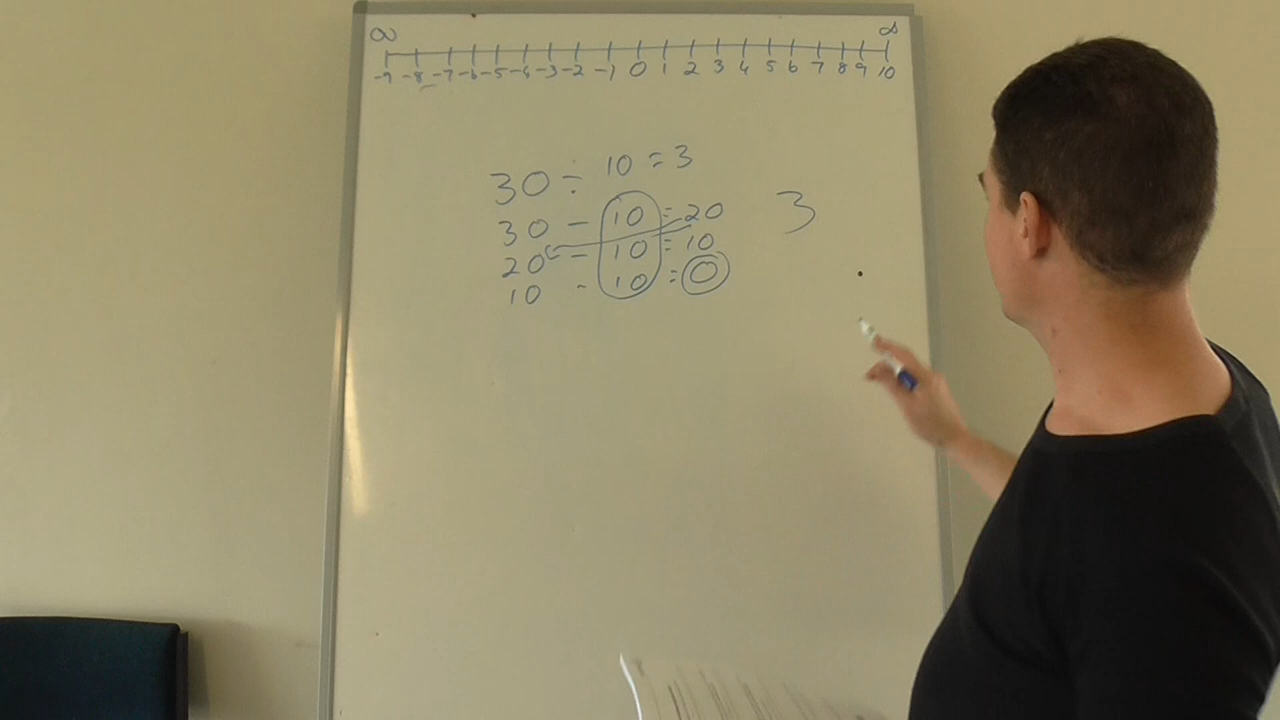 ∞ ∞
-9 -8 -7 -6 -5 -4 -3 -2 -1 0 1 2 3 4 5 6 7 8 9 10
30 ÷ 10 = 3
30 - 10 = 20 3
20 - 10 = 10
10 - 10 = 0